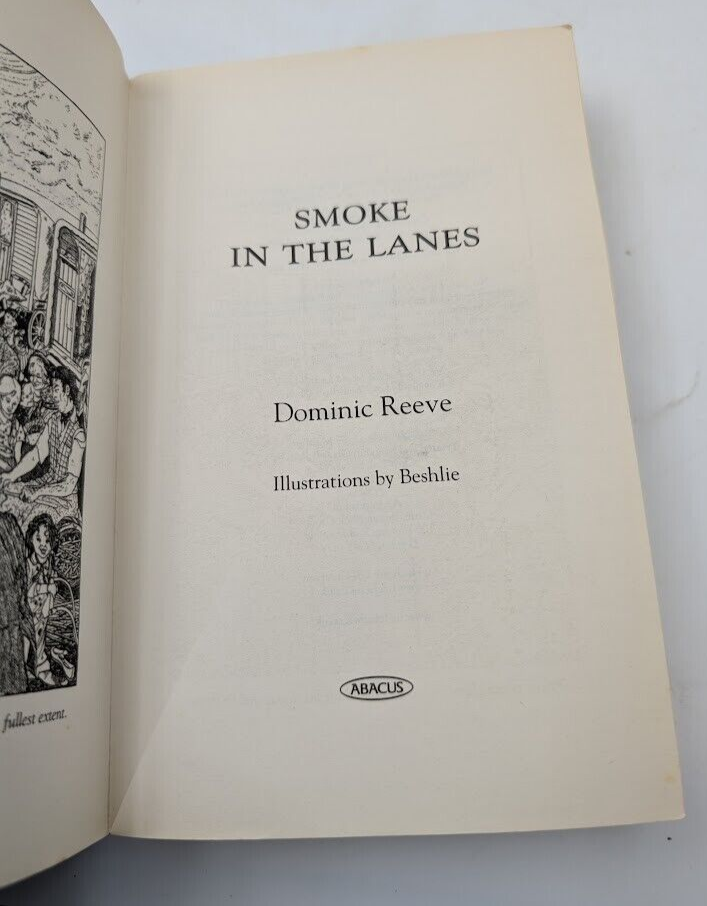 fullest extent.
SMOKE
IN THE LANES
Dominic Reeve
Illustrations by Beshlie
ABACUS